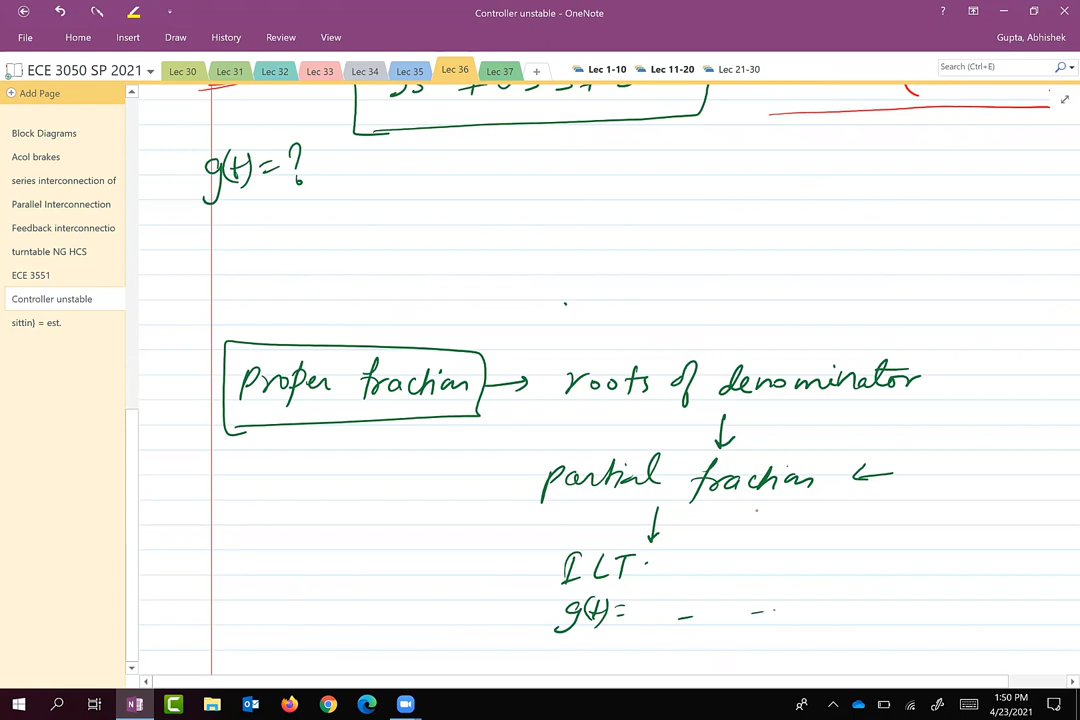 Controller unstable - OneNote
?
File Home Insert Draw History Review View
Gupta, Abhishek
ECE 3050 SP 2021
Lec 30 Lec 31 Lec 32 Lec 33 Lec 34 Lec 35 Lec 36 Lec 37 +
Lec 1-10 Lec 11-20 Lec 21-30
Search (Ctrl+E)
Add Page
Block Diagrams
Acol brakes
series interconnection of
Parallel Interconnection
Feedback interconnectio
turntable NG HCS
ECE 3551
Controller unstable
sittin} = est.
g(t) = ?
Proper fraction → roots of denominator
↓
partial fraction ←
↓
ILT.
g(t) = _ _
1:50 PM
4/23/2021